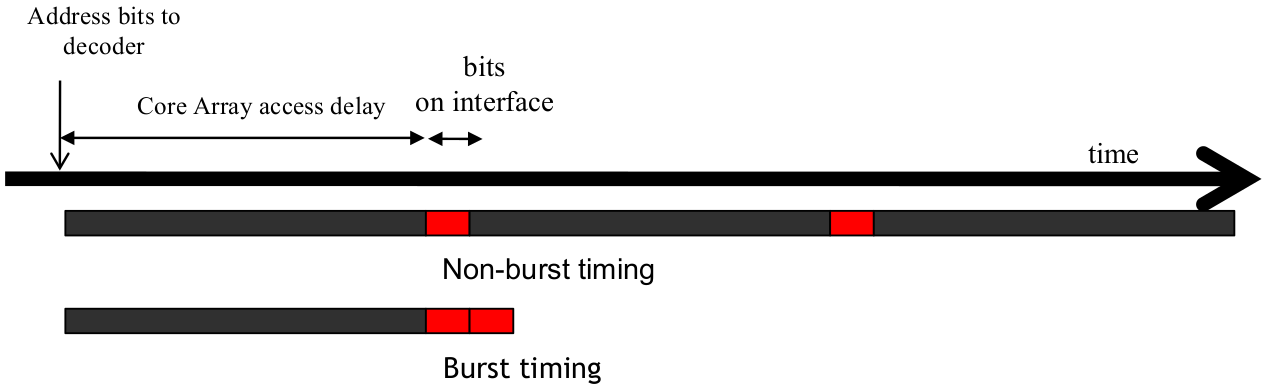 Address bits to
decoder
Core Array access delay
bits
on interface
time
Non-burst timing
Burst timing